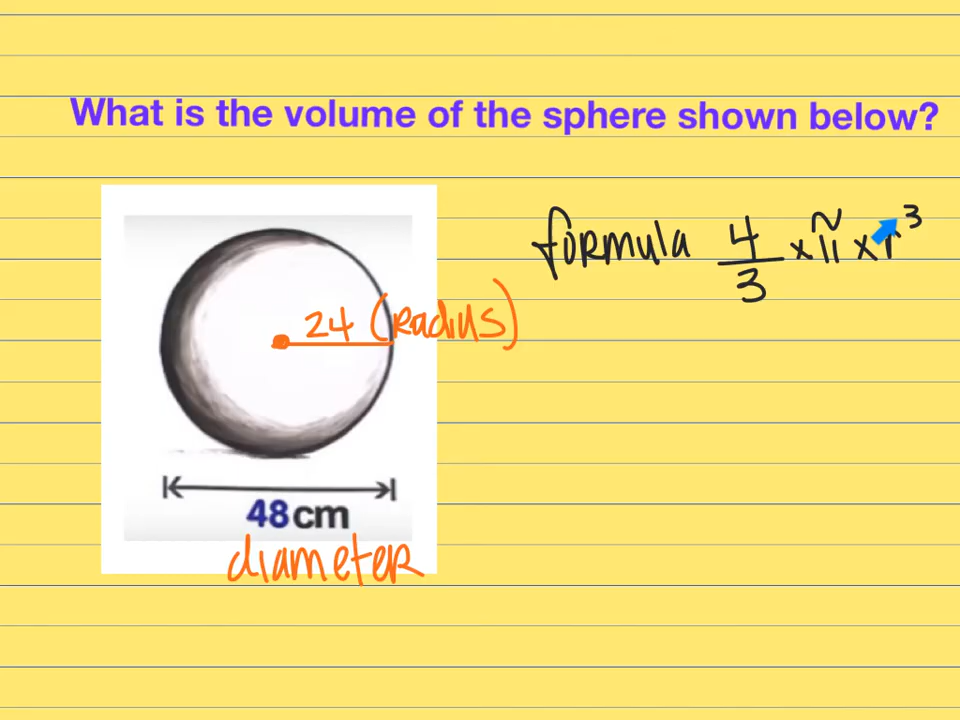 What is the volume of the sphere shown below?
formula 4/3 × π × r³
24 (radius)
48cm
diameter